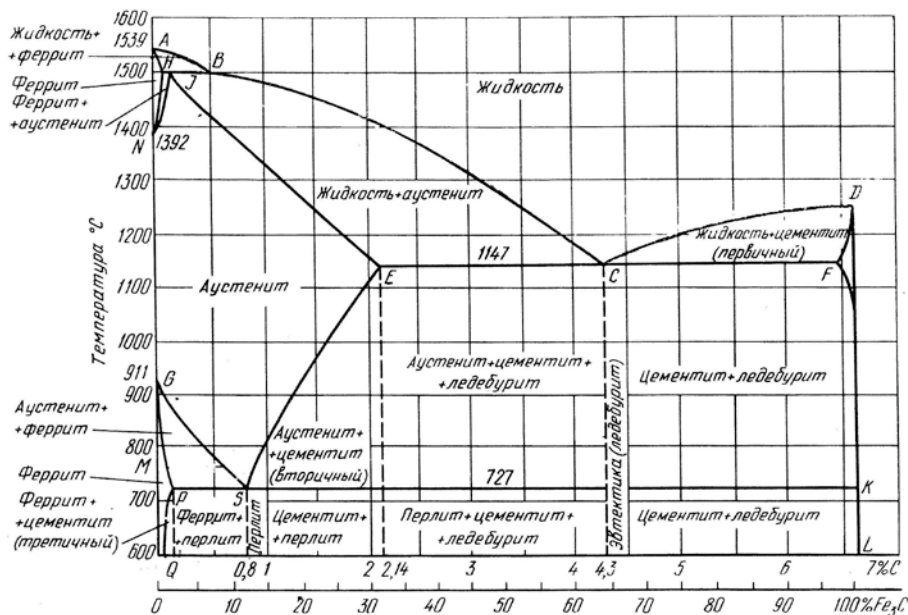 1600
1539
1500
1400
1392
1300
1200
1100
1000
911
900
800
700
600
Температура °С
Жидкость+
+феррит
Феррит
Феррит+
+аустенит
A
H
J
B
N
Жидкость
Жидкость+аустенит
D
Жидкость+цементит
(первичный)
1147
E
C
F
Аустенит
G
Аустенит+цементит+
+ледебурит
Цементит+ледебурит
Аустенит+
+феррит
M
Аустенит+
+цементит
(вторичный)
727
Эвтектика (ледебурит)
Феррит
P
S
K
Феррит+
+цементит
(третичный)
Феррит+
+перлит
Перлит
Цементит+
+перлит
Перлит+цементит+
+ледебурит
Цементит+ледебурит
L
Q 0,8 1 2 2,14 3 4 4,3 5 6 7%C
0 10 20 30 40 50 60 70 80 90 100%Fe3C